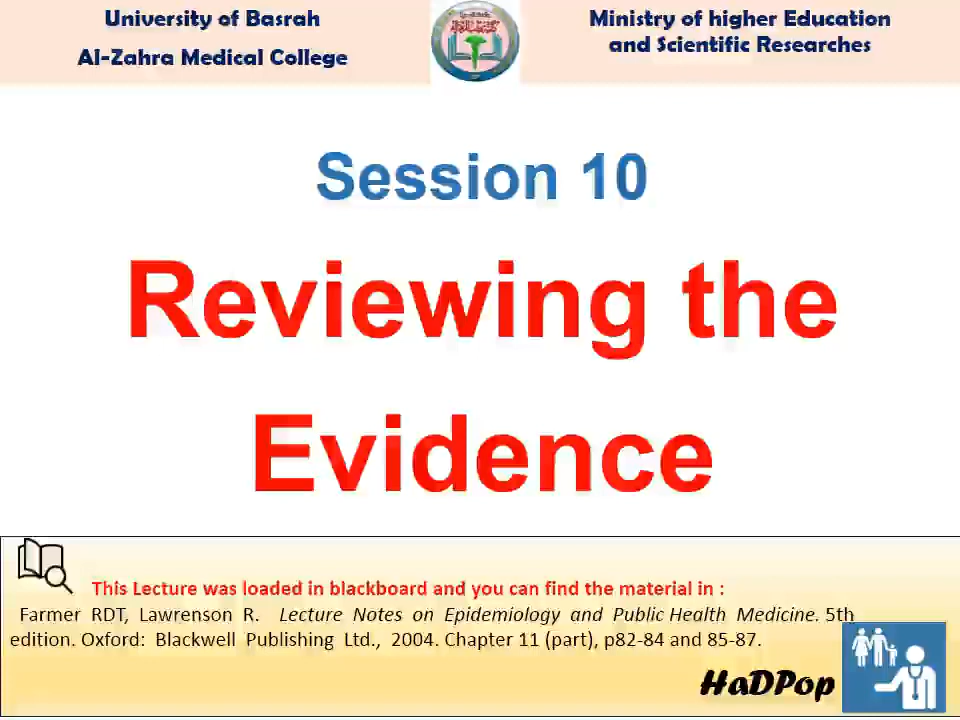 University of Basrah
Al-Zahra Medical College
Ministry of higher Education
and Scientific Researches
Session 10
Reviewing the
Evidence
This Lecture was loaded in blackboard and you can find the material in :
Farmer RDT, Lawrenson R. Lecture Notes on Epidemiology and Public Health Medicine. 5th
edition. Oxford: Blackwell Publishing Ltd., 2004. Chapter 11 (part), p82-84 and 85-87.
HaDPop